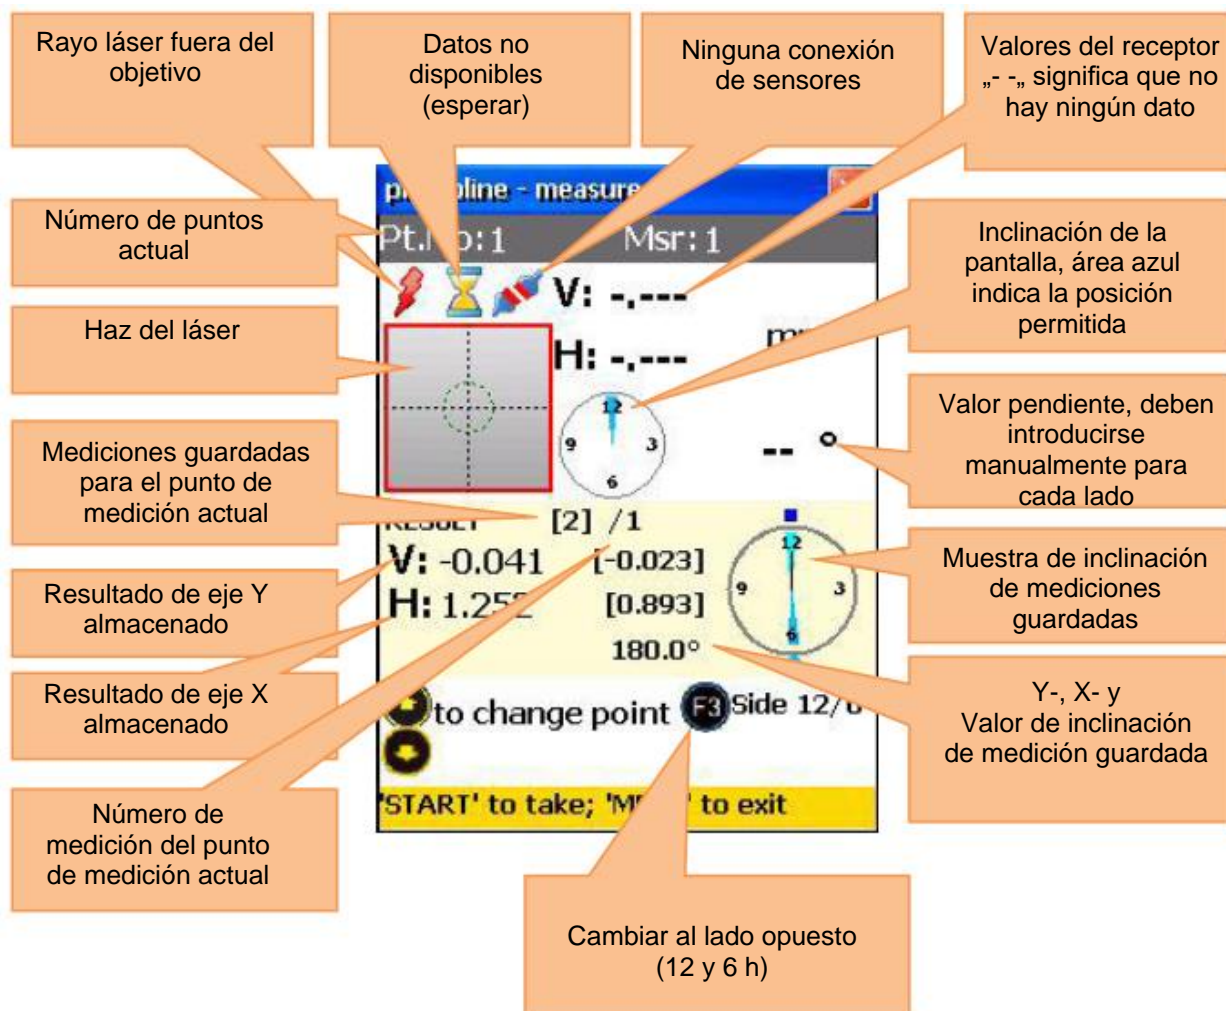 Rayo láser fuera del
objetivo
Datos no
disponibles
(esperar)
Ninguna conexión
de sensores
Valores del receptor
„- -„ significa que no
hay ningún dato
Número de puntos
actual
Haz del láser
Mediciones guardadas
para el punto de
medición actual
Resultado de eje Y
almacenado
Resultado de eje X
almacenado
Número de
medición del punto
de medición actual
- measure
1 Msr: 1
V: -.---
H: -.---
12
9 3
6
-- °
[2] /1
V: -0.041 [-0.023]
H: [0.893]
180.0°
12
9 3
6
to change point F3 Side 12/
'START' to take; to exit
Inclinación de la
pantalla, área azul
indica la posición
permitida
Valor pendiente, deben
introducirse
manualmente para
cada lado
Muestra de inclinación
de mediciones
guardadas
Y-, X- y
Valor de inclinación
de medición guardada
Cambiar al lado opuesto
(12 y 6 h)